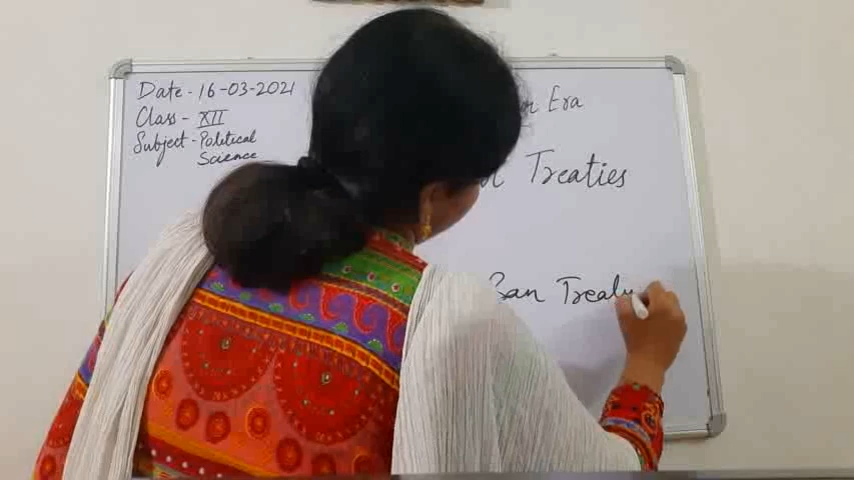 Date - 16-03-2021
Class - XII
Subject - Political
Science
Era
Treaties
Ban Treaty